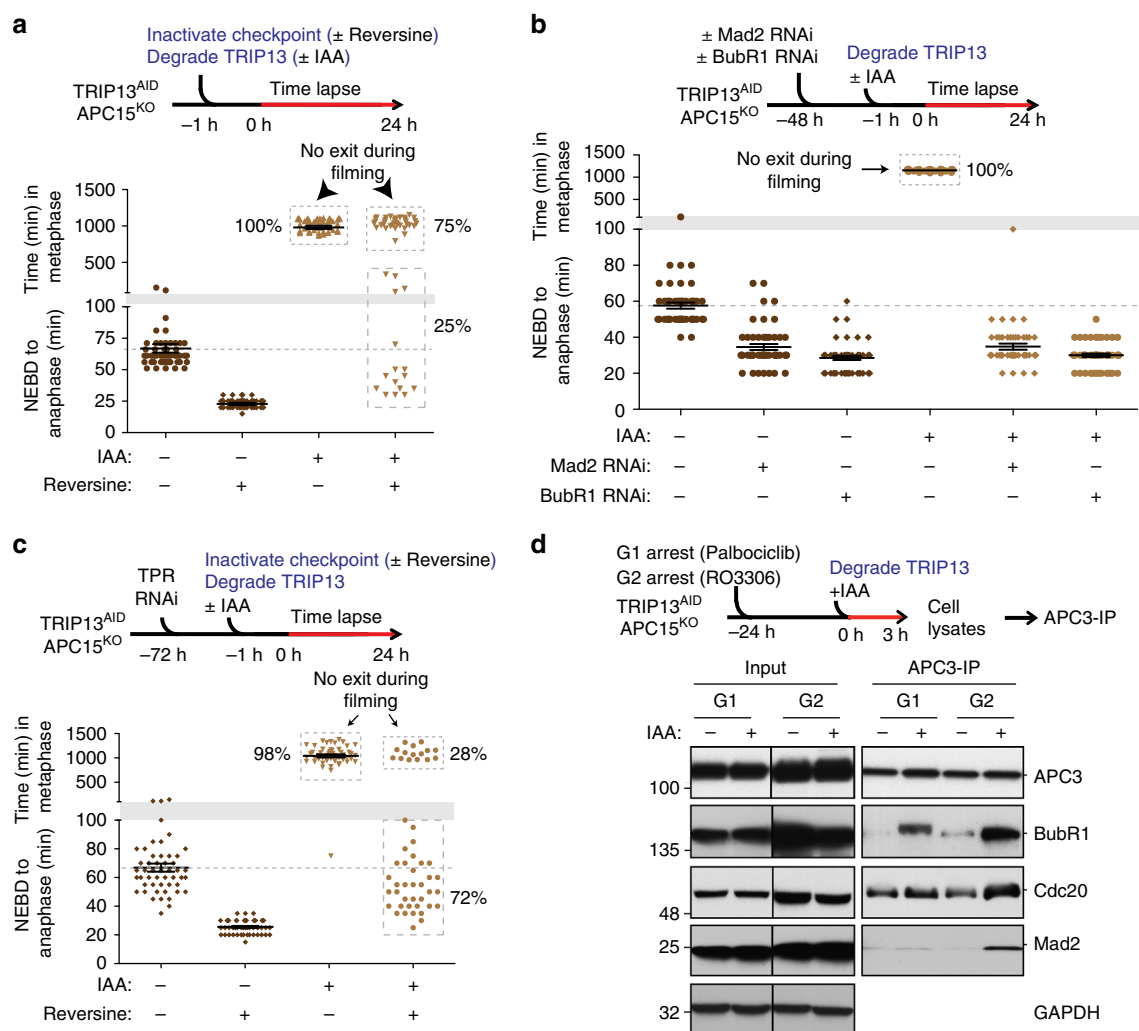 a
Inactivate checkpoint (± Reversine)
Degrade TRIP13 (± IAA)
TRIP13AID
APC15KO
Time lapse
–1 h
0 h
24 h
No exit during
filming
Time (min) in
metaphase
NEBD to
anaphase (min)
1500
1000
500
100
75
50
25
0
100%
75%
25%
IAA: – – + +
Reversine: – + – +
b
± Mad2 RNAi
± BubR1 RNAi
Degrade TRIP13
± IAA
TRIP13AID
APC15KO
Time lapse
–48 h
–1 h
0 h
24 h
No exit during
filming
100%
Time (min) in
metaphase
NEBD to
anaphase (min)
1500
1000
500
100
80
60
40
20
0
IAA: – – – + + +
Mad2 RNAi: – + – – + –
BubR1 RNAi: – – + – – +
c
TPR
RNAi
Inactivate checkpoint (± Reversine)
Degrade TRIP13
± IAA
TRIP13AID
APC15KO
Time lapse
–72 h
–1 h
0 h
24 h
No exit during
filming
Time (min) in
metaphase
NEBD to
anaphase (min)
1500
1000
500
100
80
60
40
20
0
98%
28%
72%
IAA: – – + +
Reversine: – + – +
d
G1 arrest (Palbociclib)
G2 arrest (RO3306)
Degrade TRIP13
+IAA
TRIP13AID
APC15KO
–24 h
0 h
3 h
Cell
lysates
APC3-IP
Input
APC3-IP
G1 G2 G1 G2
IAA: – + – + – + – +
100
APC3
135
BubR1
48
Cdc20
25
Mad2
32
GAPDH